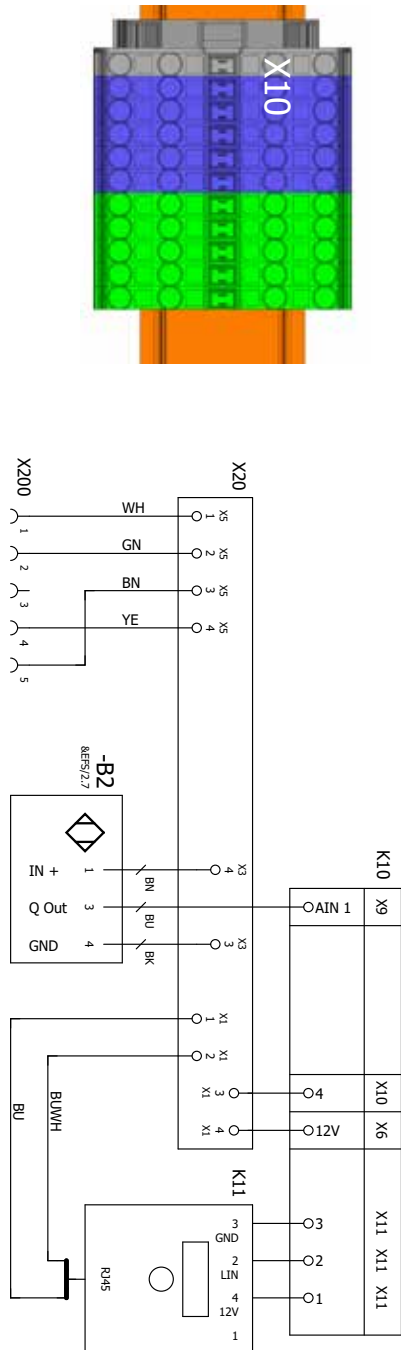 X10
X200
1
2
3
4
5
WH
GN
BN
YE
X20
1 X5
2 X5
3 X5
4 X5
-B2
&EFS/2.7
IN + 1
Q Out 3
GND 4
BN
BU
BK
4 X3
3 X3
1 X1
2 X1
X1 3
X1 4
K10
AIN 1 X9
4 X10
12V X6
3 X11
2 X11
1 X11
BU
BUWH
K11
3
GND
2
LIN
4
12V
1
RJ45